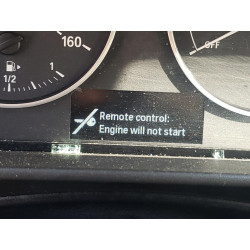 160
1/2
1
OFF
Remote control:
Engine will not start